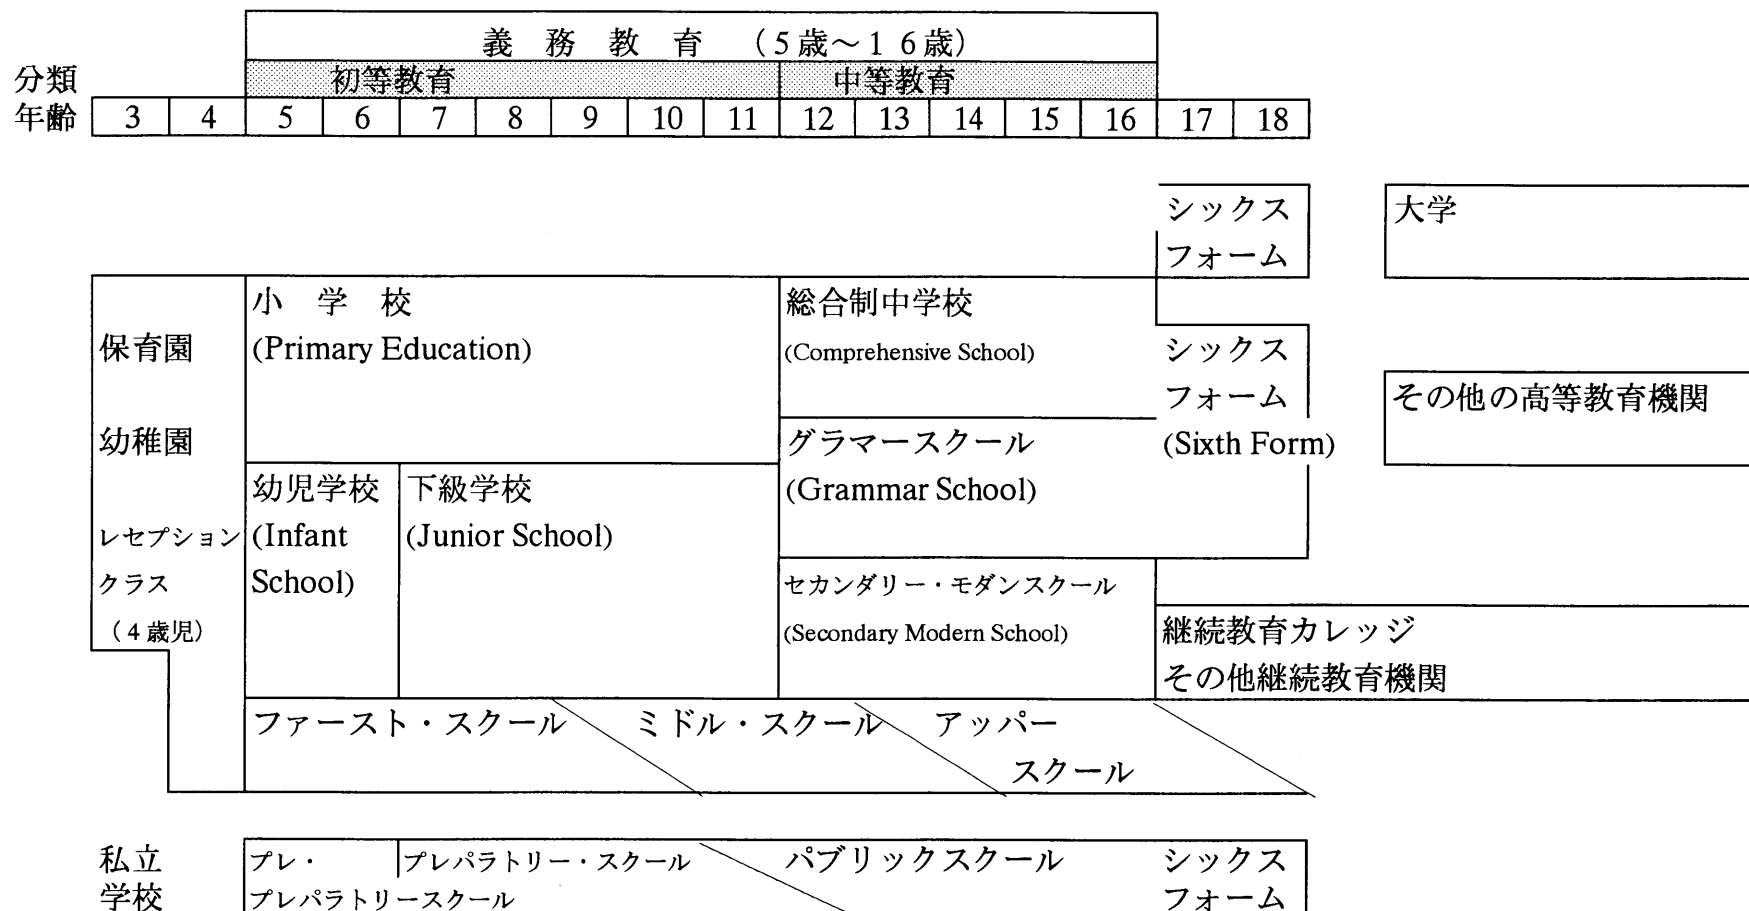 義 務 教 育 （5歳～1 6歳）
分類 初等教育 中等教育
年齢 3 4 5 6 7 8 9 10 11 12 13 14 15 16 17 18
シックス
フォーム
大学
保育園
幼稚園
レセプション
クラス
（４歳児）
小 学 校
(Primary Education)
幼児学校
(Infant
School)
下級学校
(Junior School)
総合制中学校
(Comprehensive School)
グラマースクール
(Grammar School)
セカンダリー・モダンスクール
(Secondary Modern School)
シックス
フォーム
(Sixth Form)
その他の高等教育機関
継続教育カレッジ
その他継続教育機関
ファースト・スクール ミドル・スクール アッパー
スクール
私立
学校
プレ・
プレパラトリースクール
プレパラトリー・スクール
パブリックスクール
シックス
フォーム